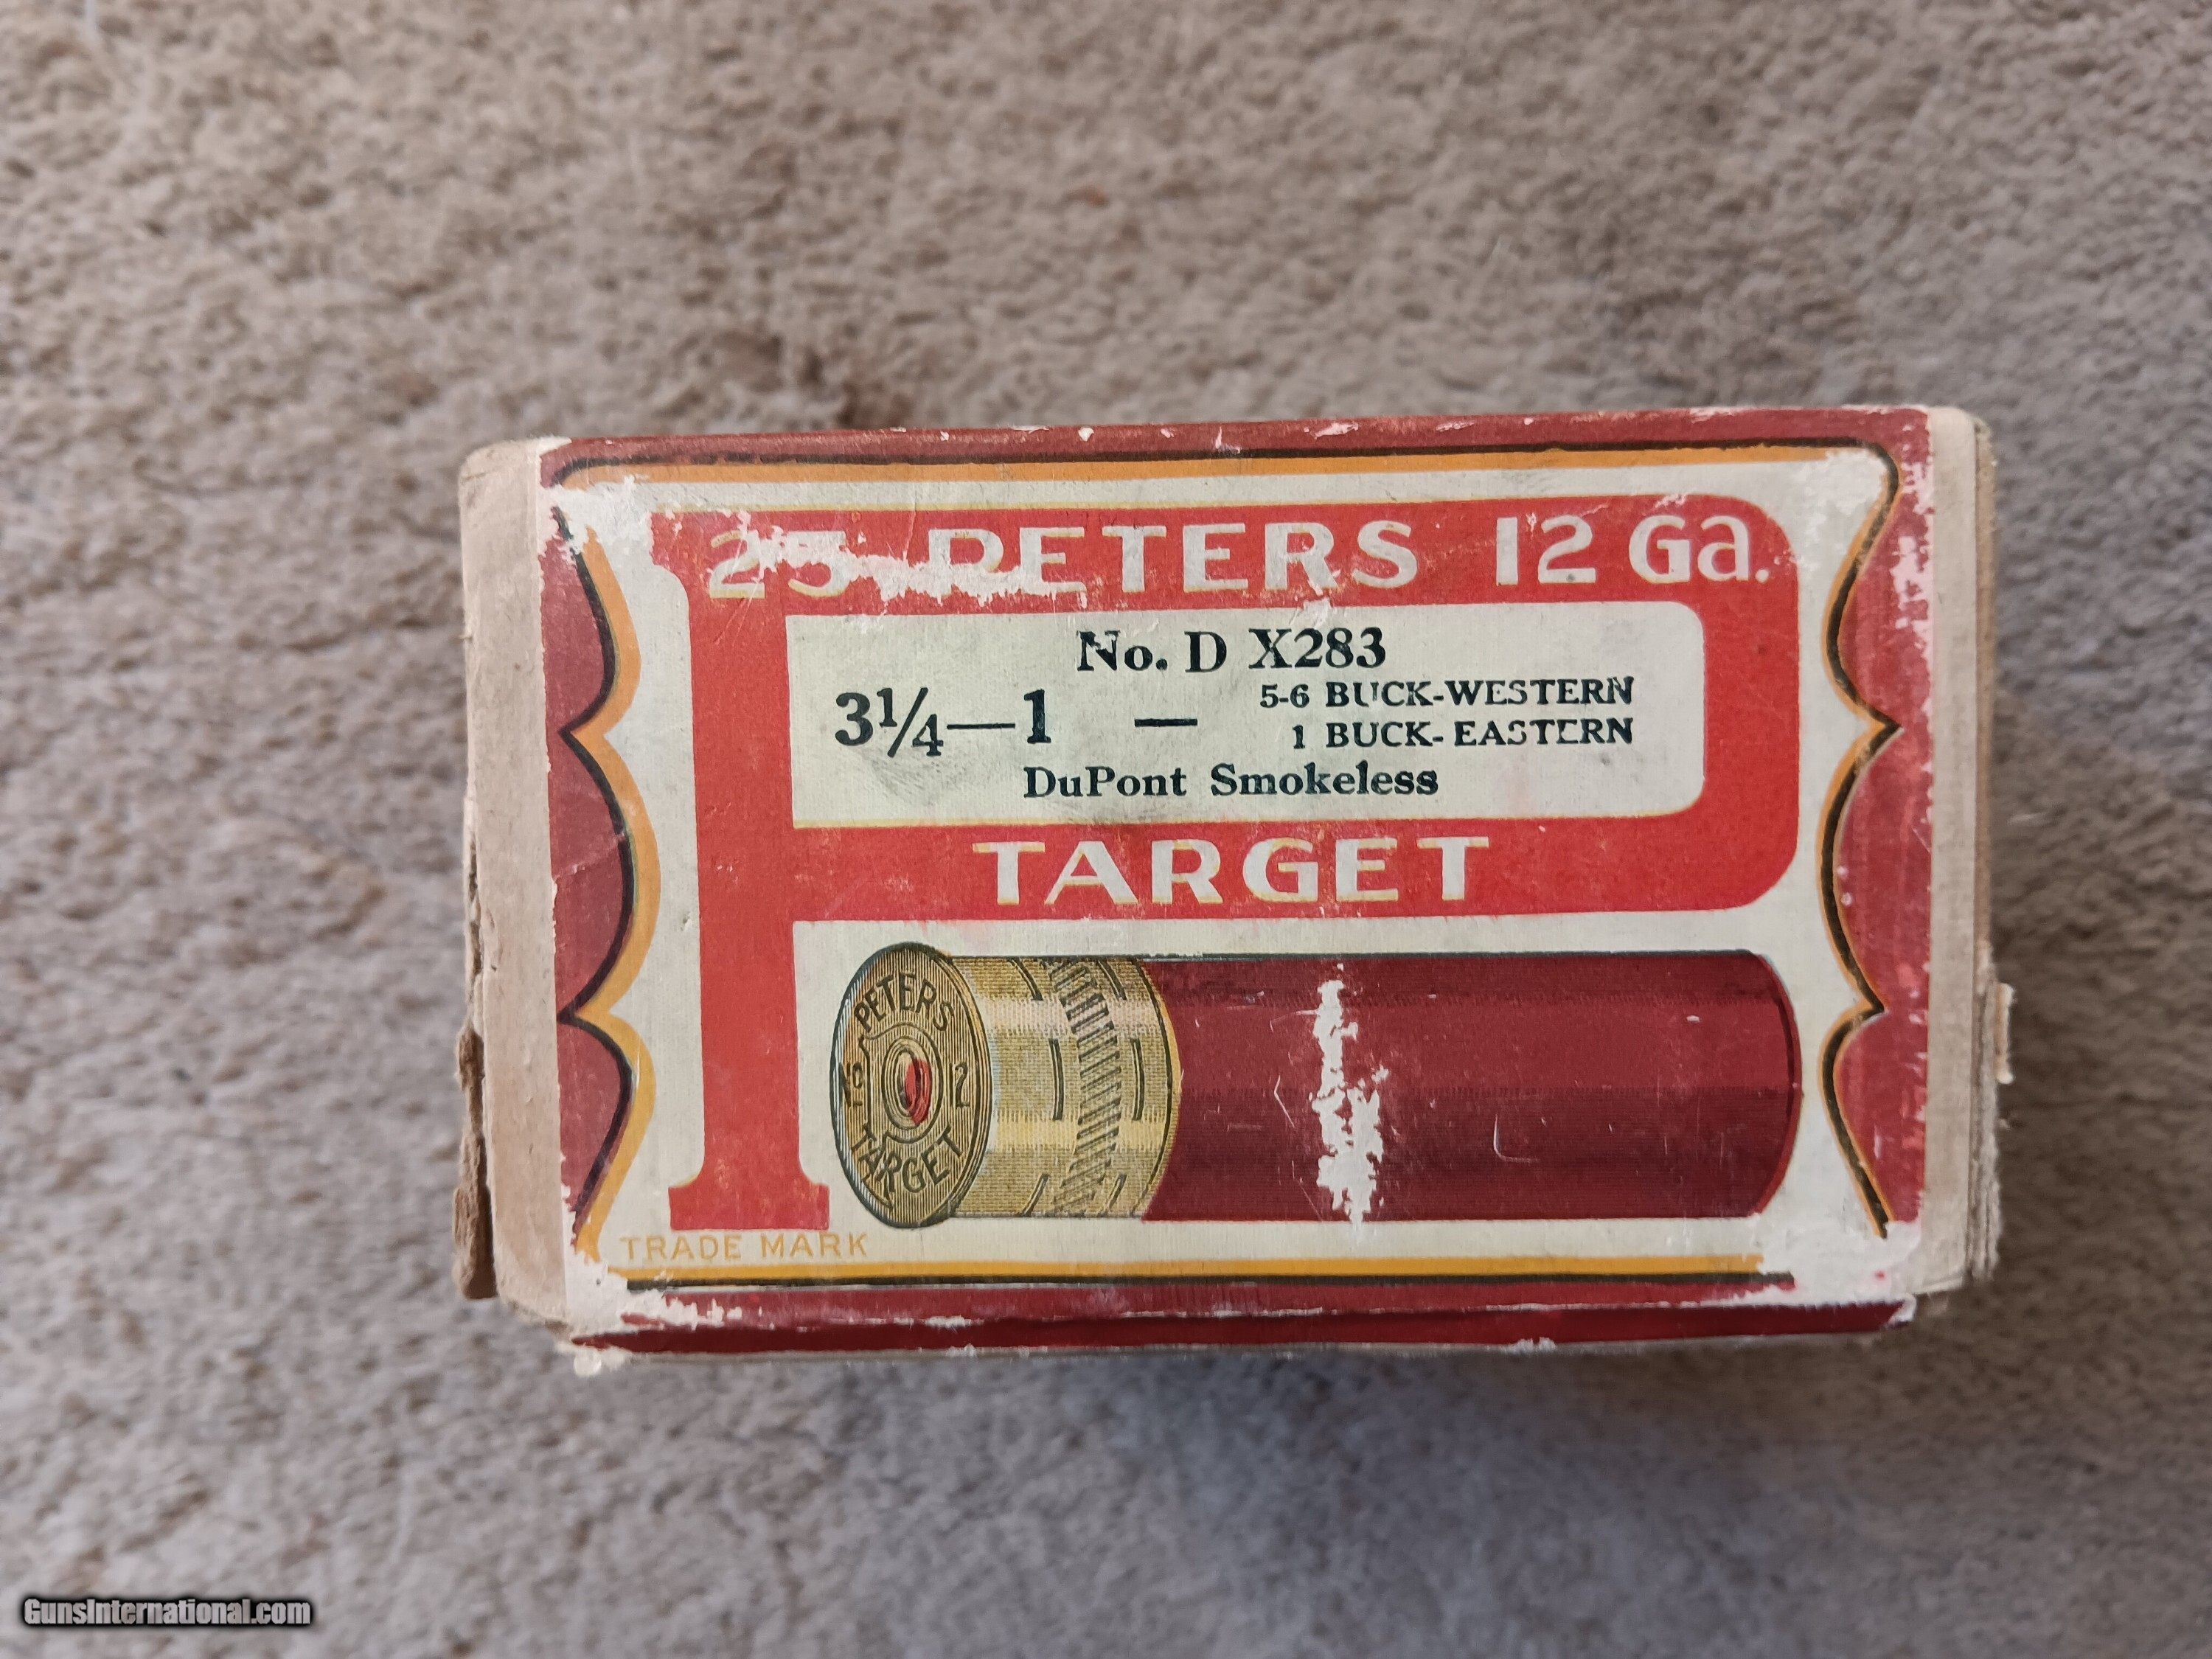 25 PETERS 12 Ga.
No. D X283
3¼—1 — 5-6 BUCK-WESTERN
1 BUCK-EASTERN
DuPont Smokeless
TARGET
PETERS
12 12
TARGET
TRADE MARK
GunsInternational.com